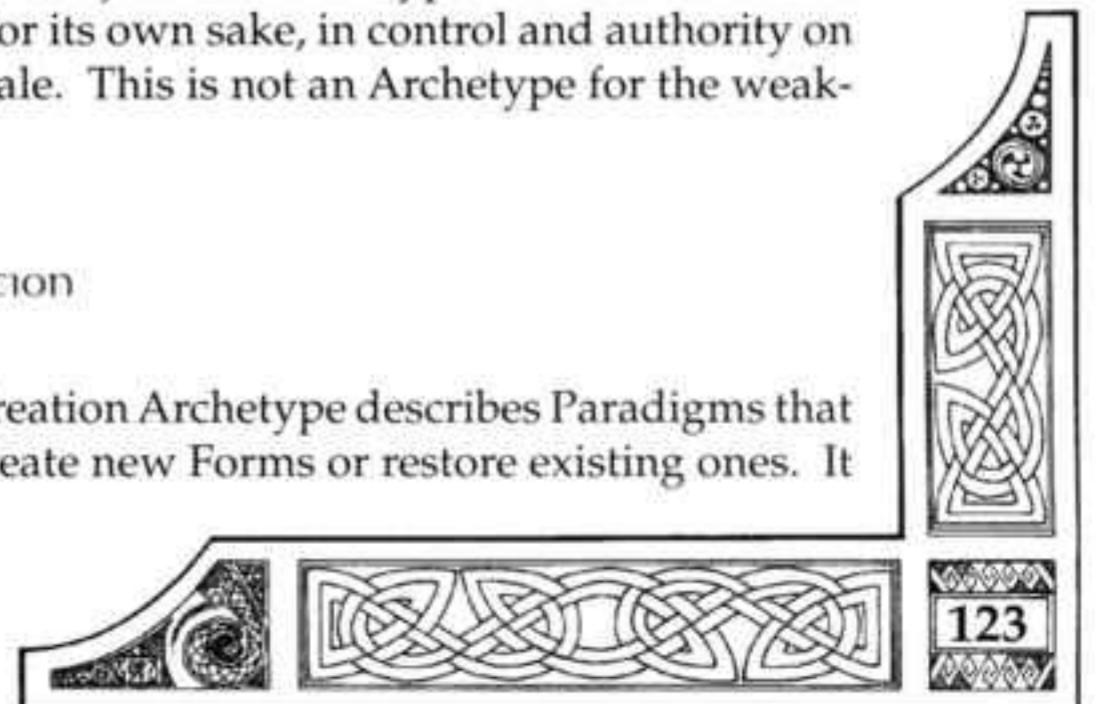 or its own sake, in control and authority on
ale. This is not an Archetype for the weak-
tion
reation Archetype describes Paradigms that
eate new Forms or restore existing ones. It
123